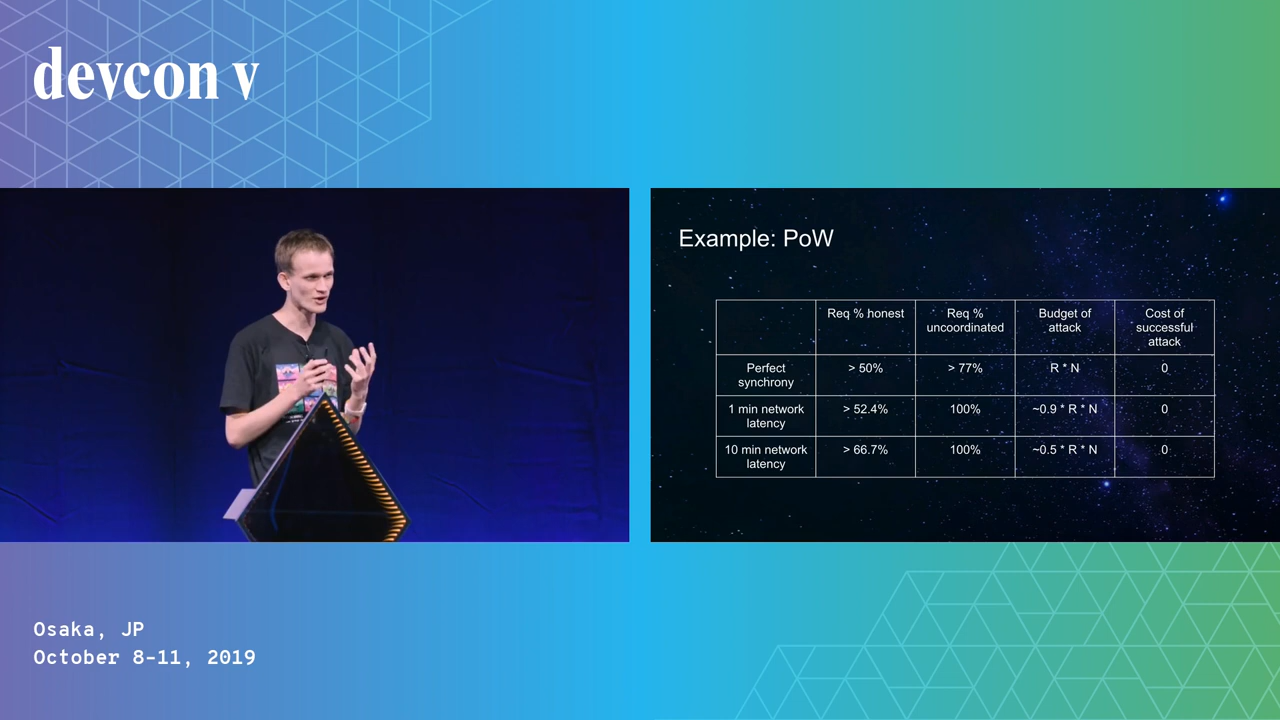 devcon v
Example: PoW
Req % honest
Req %
uncoordinated
Budget of
attack
Cost of
successful
attack
Perfect
synchrony
> 50%
> 77%
R * N
0
1 min network
latency
> 52.4%
100%
~0.9 * R * N
0
10 min network
latency
> 66.7%
100%
~0.5 * R * N
0
Osaka, JP
October 8-11, 2019